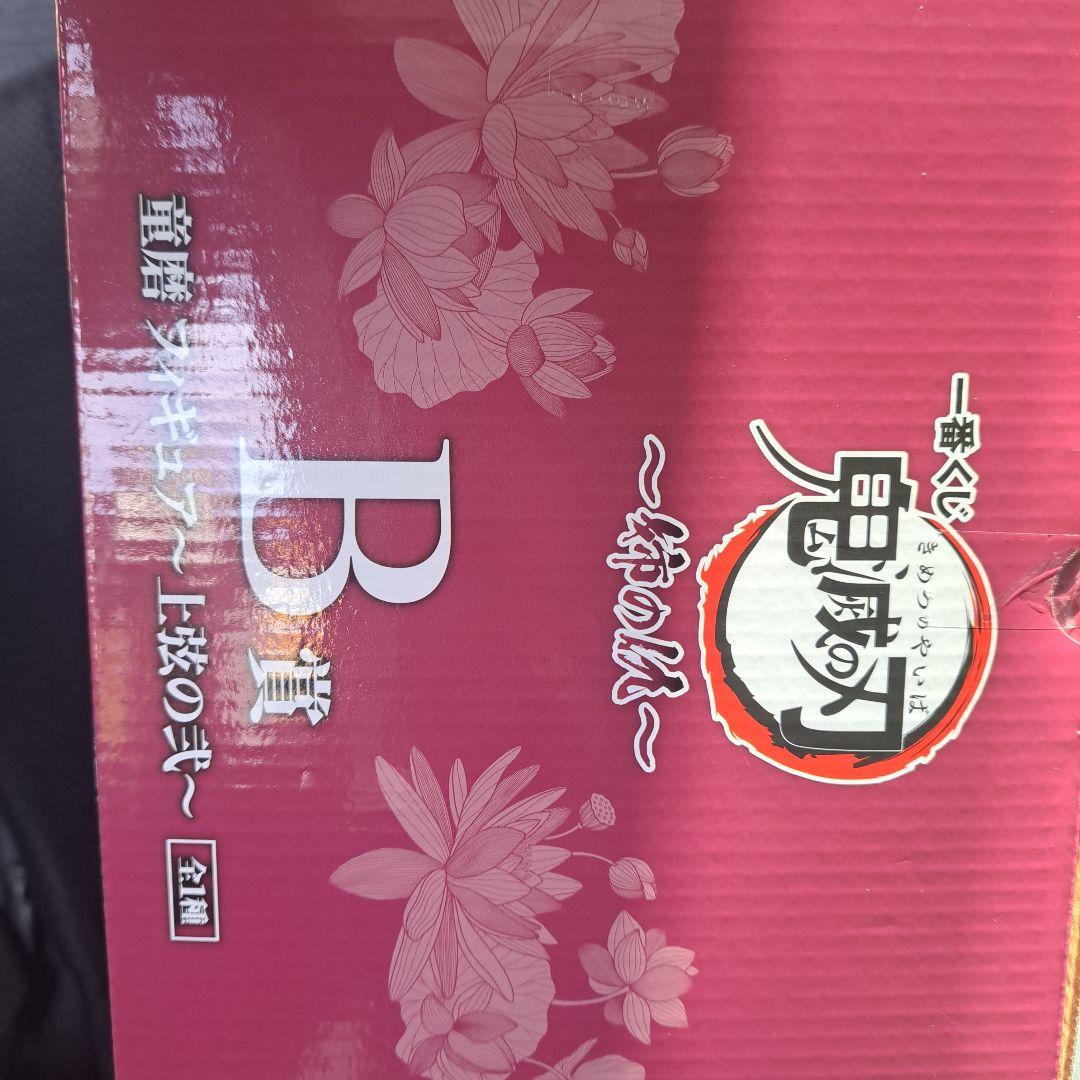 一番くじ
きめつのやいば
鬼滅の刃
～絆の伝～
B賞
童磨 フィギュア～上弦の弐～
全1種